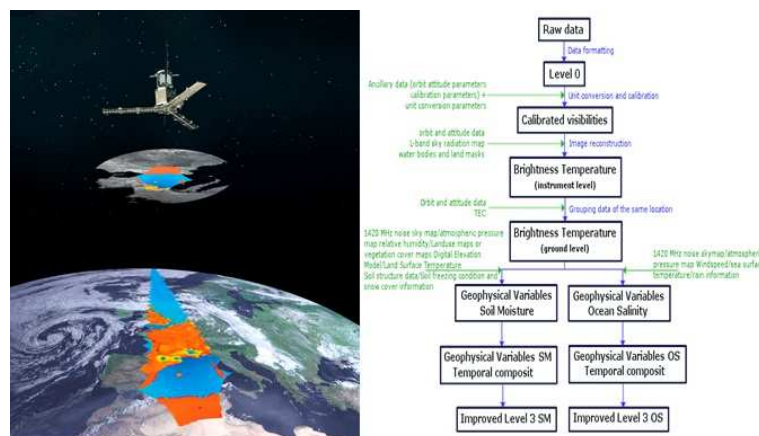 Raw data
Data formatting
Level 0
Ancillary data (orbit attitude parameters
calibration parameters) +
unit conversion parameters
Unit conversion and calibration
Calibrated visibilities
orbit and attitude data
L-band sky radiation map
water bodies and land masks
Image reconstruction
Brightness Temperature
(instrument level)
Orbit and attitude data
TEC
Grouping data of the same location
Brightness Temperature
(ground level)
1420 MHz noise sky map/atmospheric pressure
map relative humidity/Landuse maps or
vegetation cover maps Digital Elevation
Model/Land Surface Temperature
Soil structure data/Soil freezing condition and
snow cover information
1420 MHz noise skymap/atmospher
pressure map Windspeed/sea surfac
temperature/rain information
Geophysical Variables
Soil Moisture
Geophysical Variables
Ocean Salinity
Geophysical Variables SM
Temporal composit
Geophysical Variables OS
Temporal composit
Improved Level 3 SM
Improved Level 3 OS